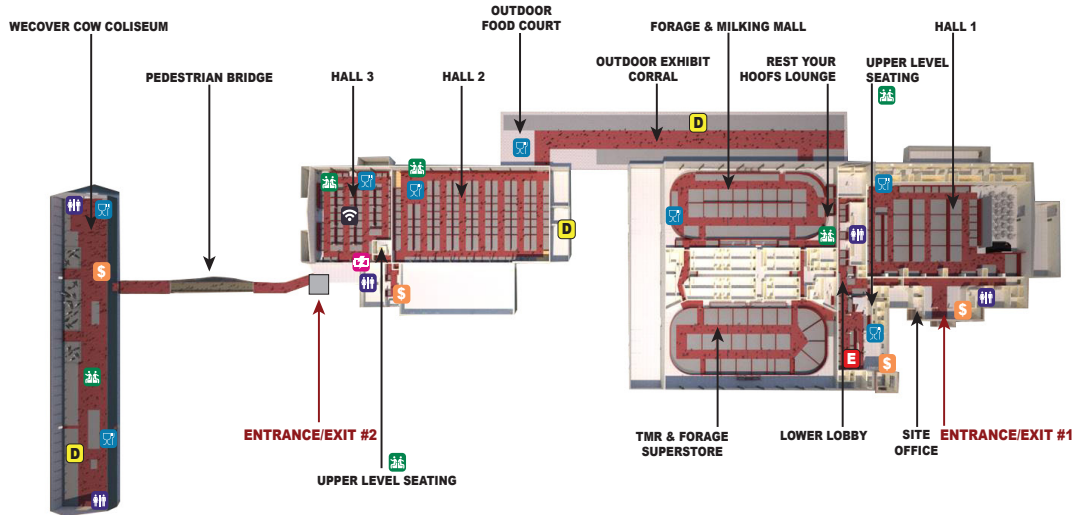 WECOVER COW COLISEUM
PEDESTRIAN BRIDGE
HALL 3
HALL 2
OUTDOOR
FOOD COURT
OUTDOOR EXHIBIT
CORRAL
FORAGE & MILKING MALL
REST YOUR
HOOFS LOUNGE
UPPER LEVEL
SEATING
HALL 1
D
D
$
$
$
$
E
D
ENTRANCE/EXIT #2
UPPER LEVEL SEATING
TMR & FORAGE
SUPERSTORE
LOWER LOBBY
SITE
OFFICE
ENTRANCE/EXIT #1